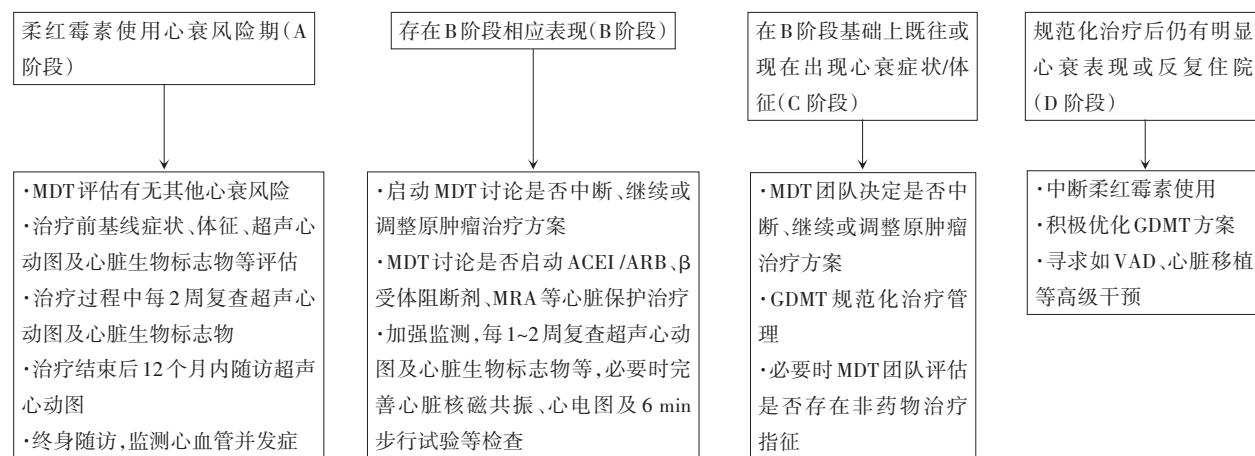 柔红霉素使用心衰风险期(A
阶段)
·MDT评估有无其他心衰风险
·治疗前基线症状、体征、超声心
动图及心脏生物标志物等评估
·治疗过程中每2周复查超声心
动图及心脏生物标志物
·治疗结束后12个月内随访超声
心动图
·终身随访,监测心血管并发症
存在B阶段相应表现(B阶段)
·启动MDT讨论是否中断、继续或
调整原肿瘤治疗方案
·MDT讨论是否启动ACEI/ARB、β
受体阻断剂、MRA等心脏保护治疗
·加强监测,每1~2周复查超声心动
图及心脏生物标志物等,必要时完
善心脏核磁共振、心电图及6 min
步行试验等检查
在B阶段基础上既往或
现在出现心衰症状/体
征(C阶段)
·MDT团队决定是否中
断、继续或调整原肿瘤
治疗方案
·GDMT规范化治疗管
理
·必要时MDT团队评估
是否存在非药物治疗
指征
规范化治疗后仍有明显
心衰表现或反复住院
(D阶段)
·中断柔红霉素使用
·积极优化GDMT方案
·寻求如VAD、心脏移植
等高级干预